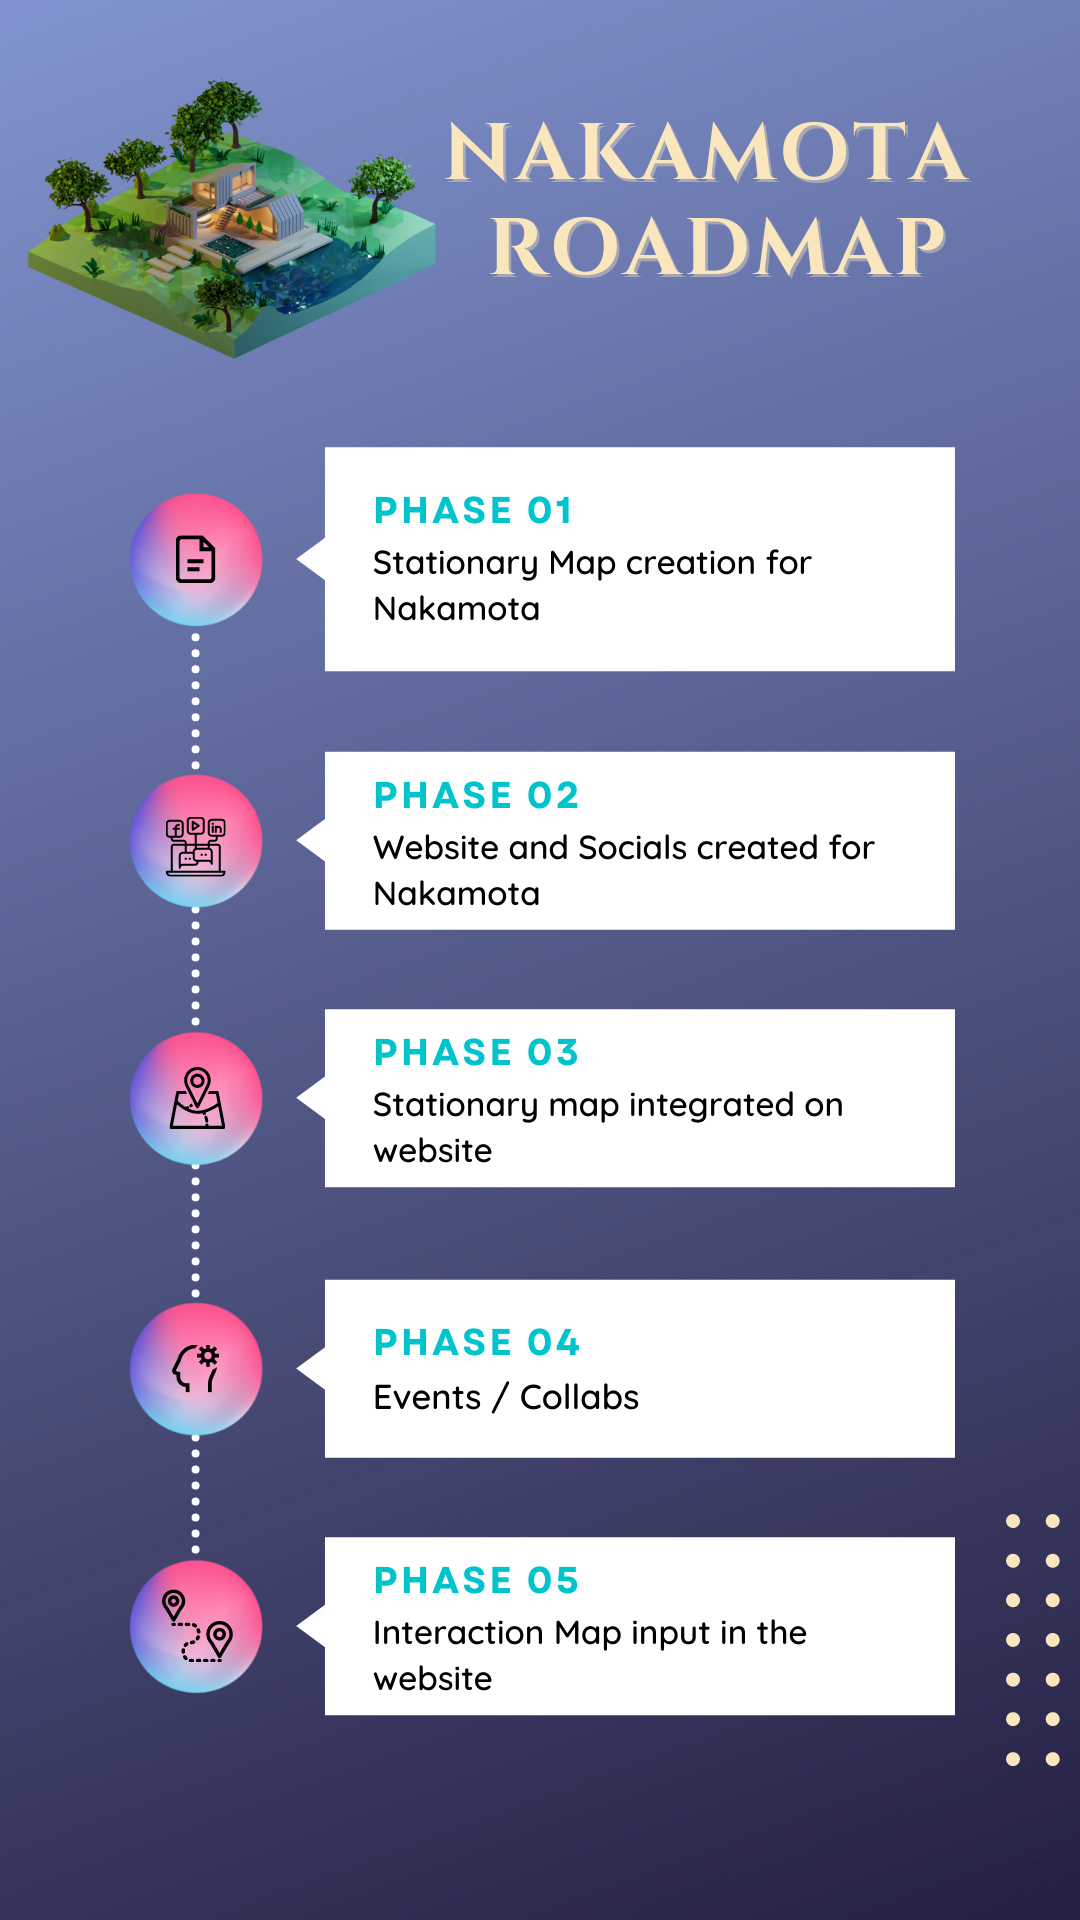 NAKAMOTA
ROADMAP
PHASE 01
Stationary Map creation for
Nakamota
PHASE 02
Website and Socials created for
Nakamota
f
in
PHASE 03
Stationary map integrated on
website
PHASE 04
Events / Collabs
PHASE 05
Interaction Map input in the
website